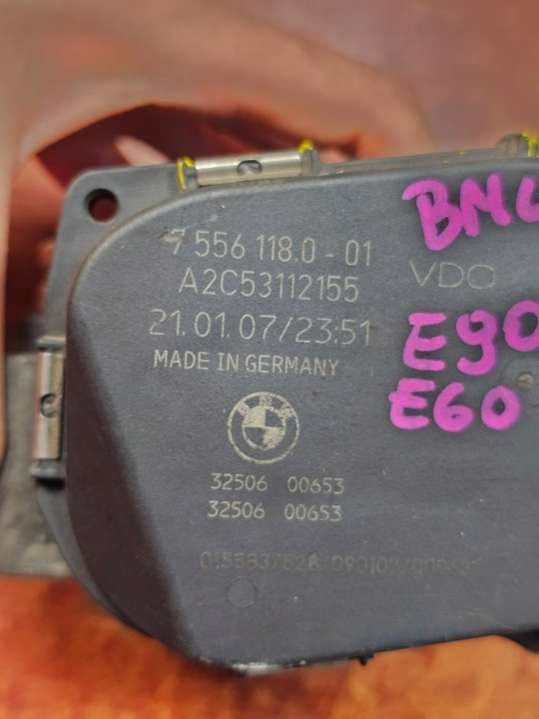 7 556 118.0 - 01
A2C53112155
VDO
21.01.07/23:51
MADE IN GERMANY
E90
E60
BMW
32506 00653
32506 00653